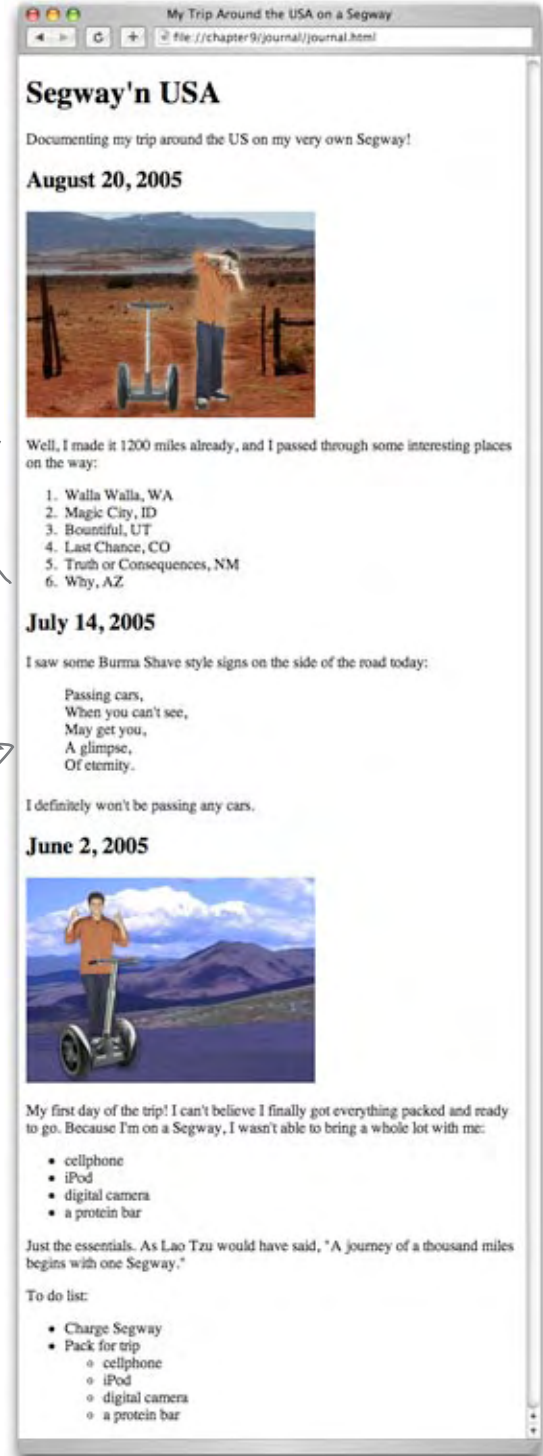 My Trip Around the USA on a Segway
file://chapter9/journal/journal.html
Segway'n USA
Documenting my trip around the US on my very own Segway!
August 20, 2005
Well, I made it 1200 miles already, and I passed through some interesting places
on the way:
1. Walla Walla, WA
2. Magic City, ID
3. Bountiful, UT
4. Last Chance, CO
5. Truth or Consequences, NM
6. Why, AZ
July 14, 2005
I saw some Burma Shave style signs on the side of the road today:
Passing cars,
When you can't see,
May get you,
A glimpse,
Of eternity.
I definitely won't be passing any cars.
June 2, 2005
My first day of the trip! I can't believe I finally got everything packed and ready
to go. Because I'm on a Segway, I wasn't able to bring a whole lot with me:
• cellphone
• iPod
• digital camera
• a protein bar
Just the essentials. As Lao Tzu would have said, "A journey of a thousand miles
begins with one Segway."
To do list:
• Charge Segway
• Pack for trip
◦ cellphone
◦ iPod
◦ digital camera
◦ a protein bar